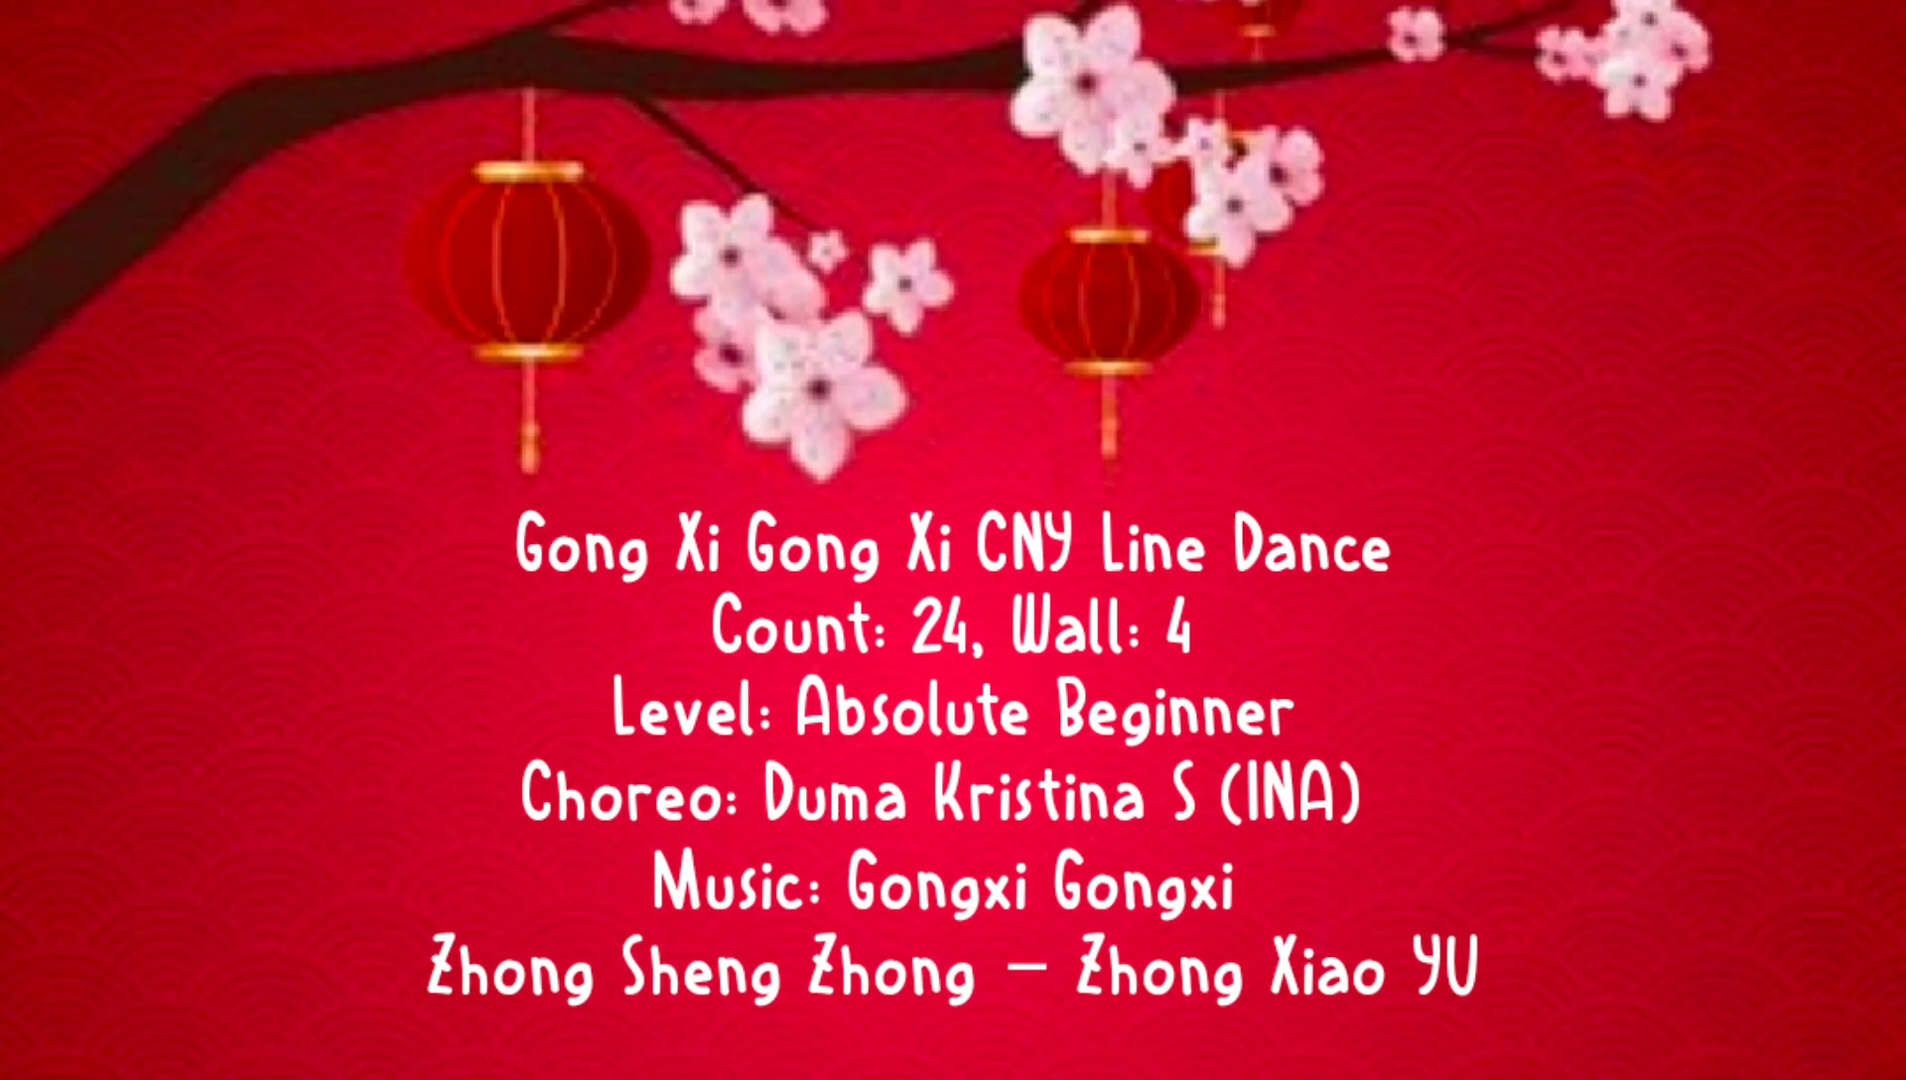 Gong Xi Gong Xi CNY Line Dance
Count: 24, Wall: 4
Level: Absolute Beginner
Choreo: Duma Kristina S (INA)
Music: Gongxi Gongxi
Zhong Sheng Zhong – Zhong Xiao YU